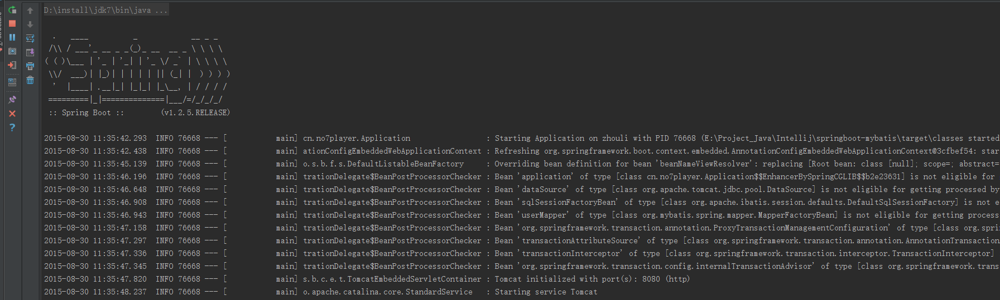 D:\install\jdk7\bin\java ...
  .   ____          _            __ _ _
 /\\ / ___'_ __ _ _(_)_ __  __ _ \ \ \ \
( ( )\___ | '_ | '_| | '_ \/ _` | \ \ \ \
 \\/  ___)| |_)| | | | | || (_| |  ) ) ) )
  '  |____| .__|_| |_|_| |_\__, | / / / /
 =========|_|==============|___/=/_/_/_/
 :: Spring Boot ::        (v1.2.5.RELEASE)
2015-08-30 11:35:42.293  INFO 76668 --- [           main] cn.no7player.Application                 : Starting Application on zhouli with PID 76668 (E:\Project_Java\Intellij\springboot-mybatis\target\classes started
2015-08-30 11:35:42.438  INFO 76668 --- [           main] ationConfigEmbeddedWebApplicationContext : Refreshing org.springframework.boot.context.embedded.AnnotationConfigEmbeddedWebApplicationContext@3cfbef54: star
2015-08-30 11:35:45.139  INFO 76668 --- [           main] o.s.b.f.s.DefaultListableBeanFactory     : Overriding bean definition for bean 'beanNameViewResolver': replacing [Root bean: class [null]; scope=; abstract=
2015-08-30 11:35:46.196  INFO 76668 --- [           main] trationDelegate$BeanPostProcessorChecker : Bean 'application' of type [class cn.no7player.Application$$EnhancerBySpringCGLIB$$b2e23631] is not eligible for
2015-08-30 11:35:46.648  INFO 76668 --- [           main] trationDelegate$BeanPostProcessorChecker : Bean 'dataSource' of type [class org.apache.tomcat.jdbc.pool.DataSource] is not eligible for getting processed by
2015-08-30 11:35:46.908  INFO 76668 --- [           main] trationDelegate$BeanPostProcessorChecker : Bean 'sqlSessionFactoryBean' of type [class org.apache.ibatis.session.defaults.DefaultSqlSessionFactory] is not e
2015-08-30 11:35:46.943  INFO 76668 --- [           main] trationDelegate$BeanPostProcessorChecker : Bean 'userMapper' of type [class org.mybatis.spring.mapper.MapperFactoryBean] is not eligible for getting process
2015-08-30 11:35:47.158  INFO 76668 --- [           main] trationDelegate$BeanPostProcessorChecker : Bean 'org.springframework.transaction.annotation.ProxyTransactionManagementConfiguration' of type [class org.spri
2015-08-30 11:35:47.297  INFO 76668 --- [           main] trationDelegate$BeanPostProcessorChecker : Bean 'transactionAttributeSource' of type [class org.springframework.transaction.annotation.AnnotationTransaction
2015-08-30 11:35:47.336  INFO 76668 --- [           main] trationDelegate$BeanPostProcessorChecker : Bean 'transactionInterceptor' of type [class org.springframework.transaction.interceptor.TransactionInterceptor]
2015-08-30 11:35:47.345  INFO 76668 --- [           main] trationDelegate$BeanPostProcessorChecker : Bean 'org.springframework.transaction.config.internalTransactionAdvisor' of type [class org.springframework.trans
2015-08-30 11:35:47.820  INFO 76668 --- [           main] s.b.c.e.t.TomcatEmbeddedServletContainer : Tomcat initialized with port(s): 8080 (http)
2015-08-30 11:35:48.237  INFO 76668 --- [           main] o.apache.catalina.core.StandardService   : Starting service Tomcat